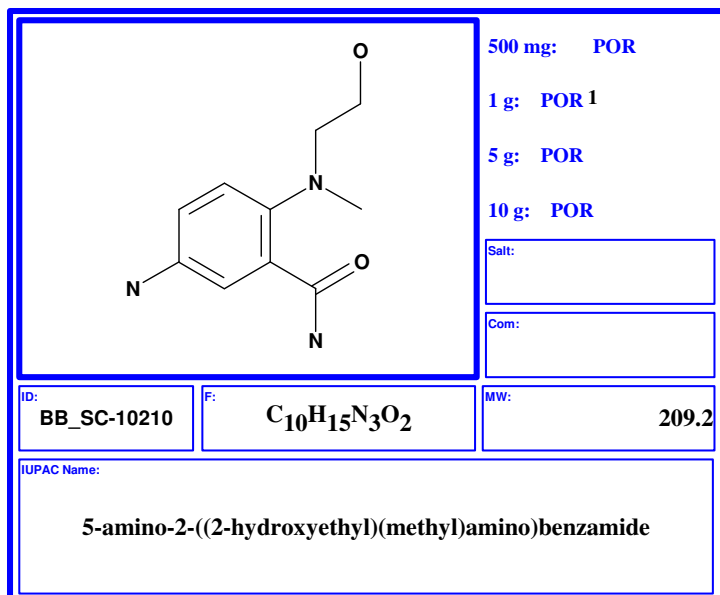 500 mg: POR
1 g: POR 1
5 g: POR
10 g: POR
O
N
O
N
N
Salt:
Com:
ID:
BB_SC-10210
F:
C10H15N3O2
MW:
209.2
IUPAC Name:
5-amino-2-((2-hydroxyethyl)(methyl)amino)benzamide